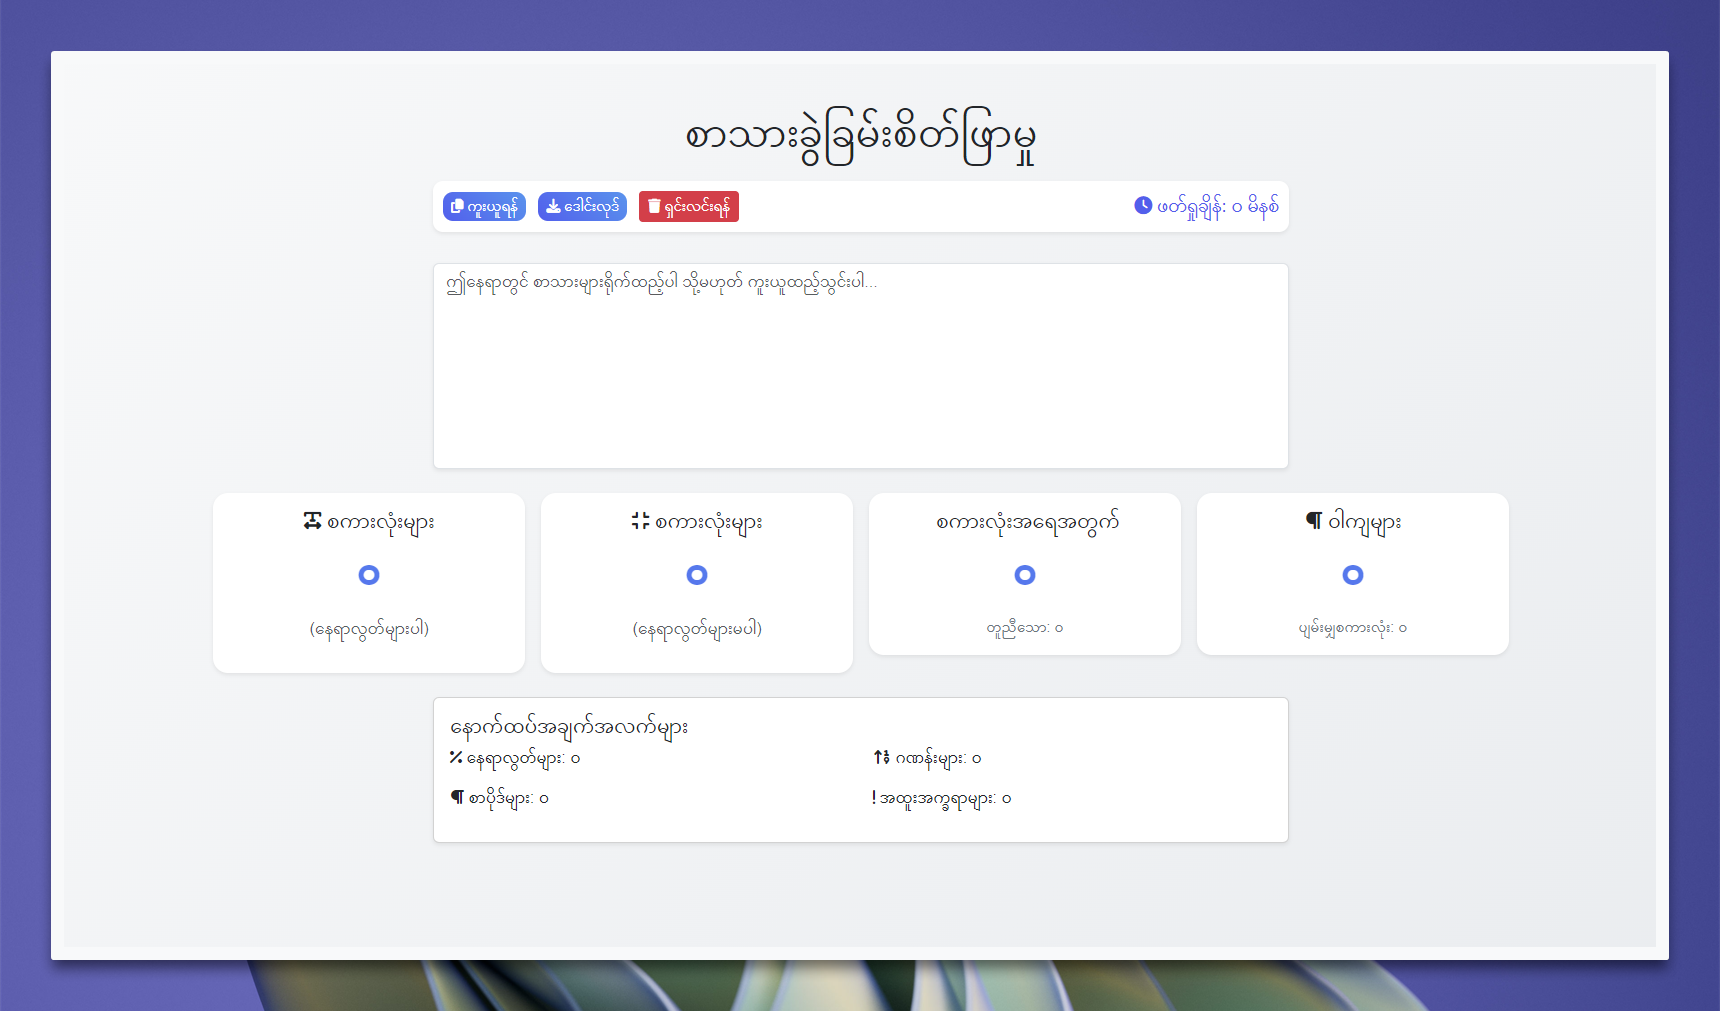 စာသားခွဲခြမ်းစိတ်ဖြာမှု
ကူးယူရန် ဒေါင်းလုဒ် ရှင်းလင်းရန် ဖတ်ရှုချိန်: ၀ မိနစ်
ဤနေရာတွင် စာသားများရိုက်ထည့်ပါ သို့မဟုတ် ကူးယူထည့်သွင်းပါ...
စကားလုံးများ စကားလုံးများ စကားလုံးအရေအတွက် ဝါကျများ
၀ ၀ ၀ ၀
(နေရာလွတ်များပါ) (နေရာလွတ်များမပါ) တူညီသော: ၀ ပျမ်းမျှစကားလုံး: ၀
နောက်ထပ်အချက်အလက်များ
နေရာလွတ်များ: ၀ ဂဏန်းများ: ၀
စာပိုဒ်များ: ၀ အထူးအက္ခရာများ: ၀